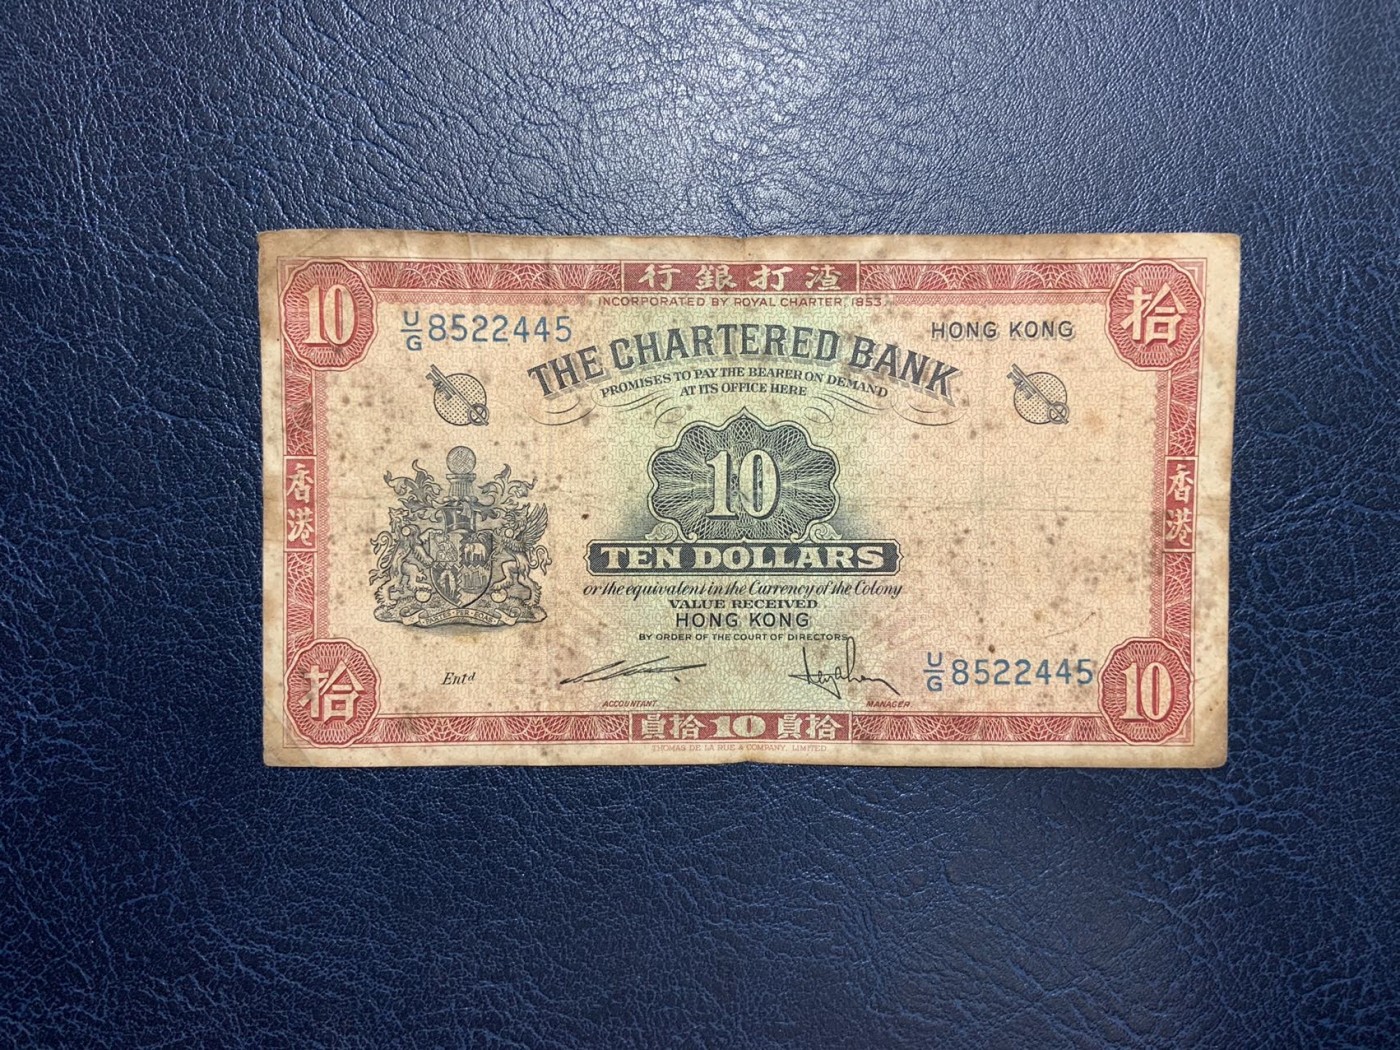 行銀打渣
10
INCORPORATED BY ROYAL CHARTER, 1853.
拾
U/G 8522445
HONG KONG
THE CHARTERED BANK
PROMISES TO PAY THE BEARER ON DEMAND
AT ITS OFFICE HERE
10
香港
香港
TEN DOLLARS
or the equivalent in the Currency of the Colony
VALUE RECEIVED
HONG KONG
BY ORDER OF THE COURT OF DIRECTORS
Entd
U/G 8522445
拾
ACCOUNTANT
MANAGER
10
員拾 10 員拾
THOMAS DE LA RUE & COMPANY, LIMITED